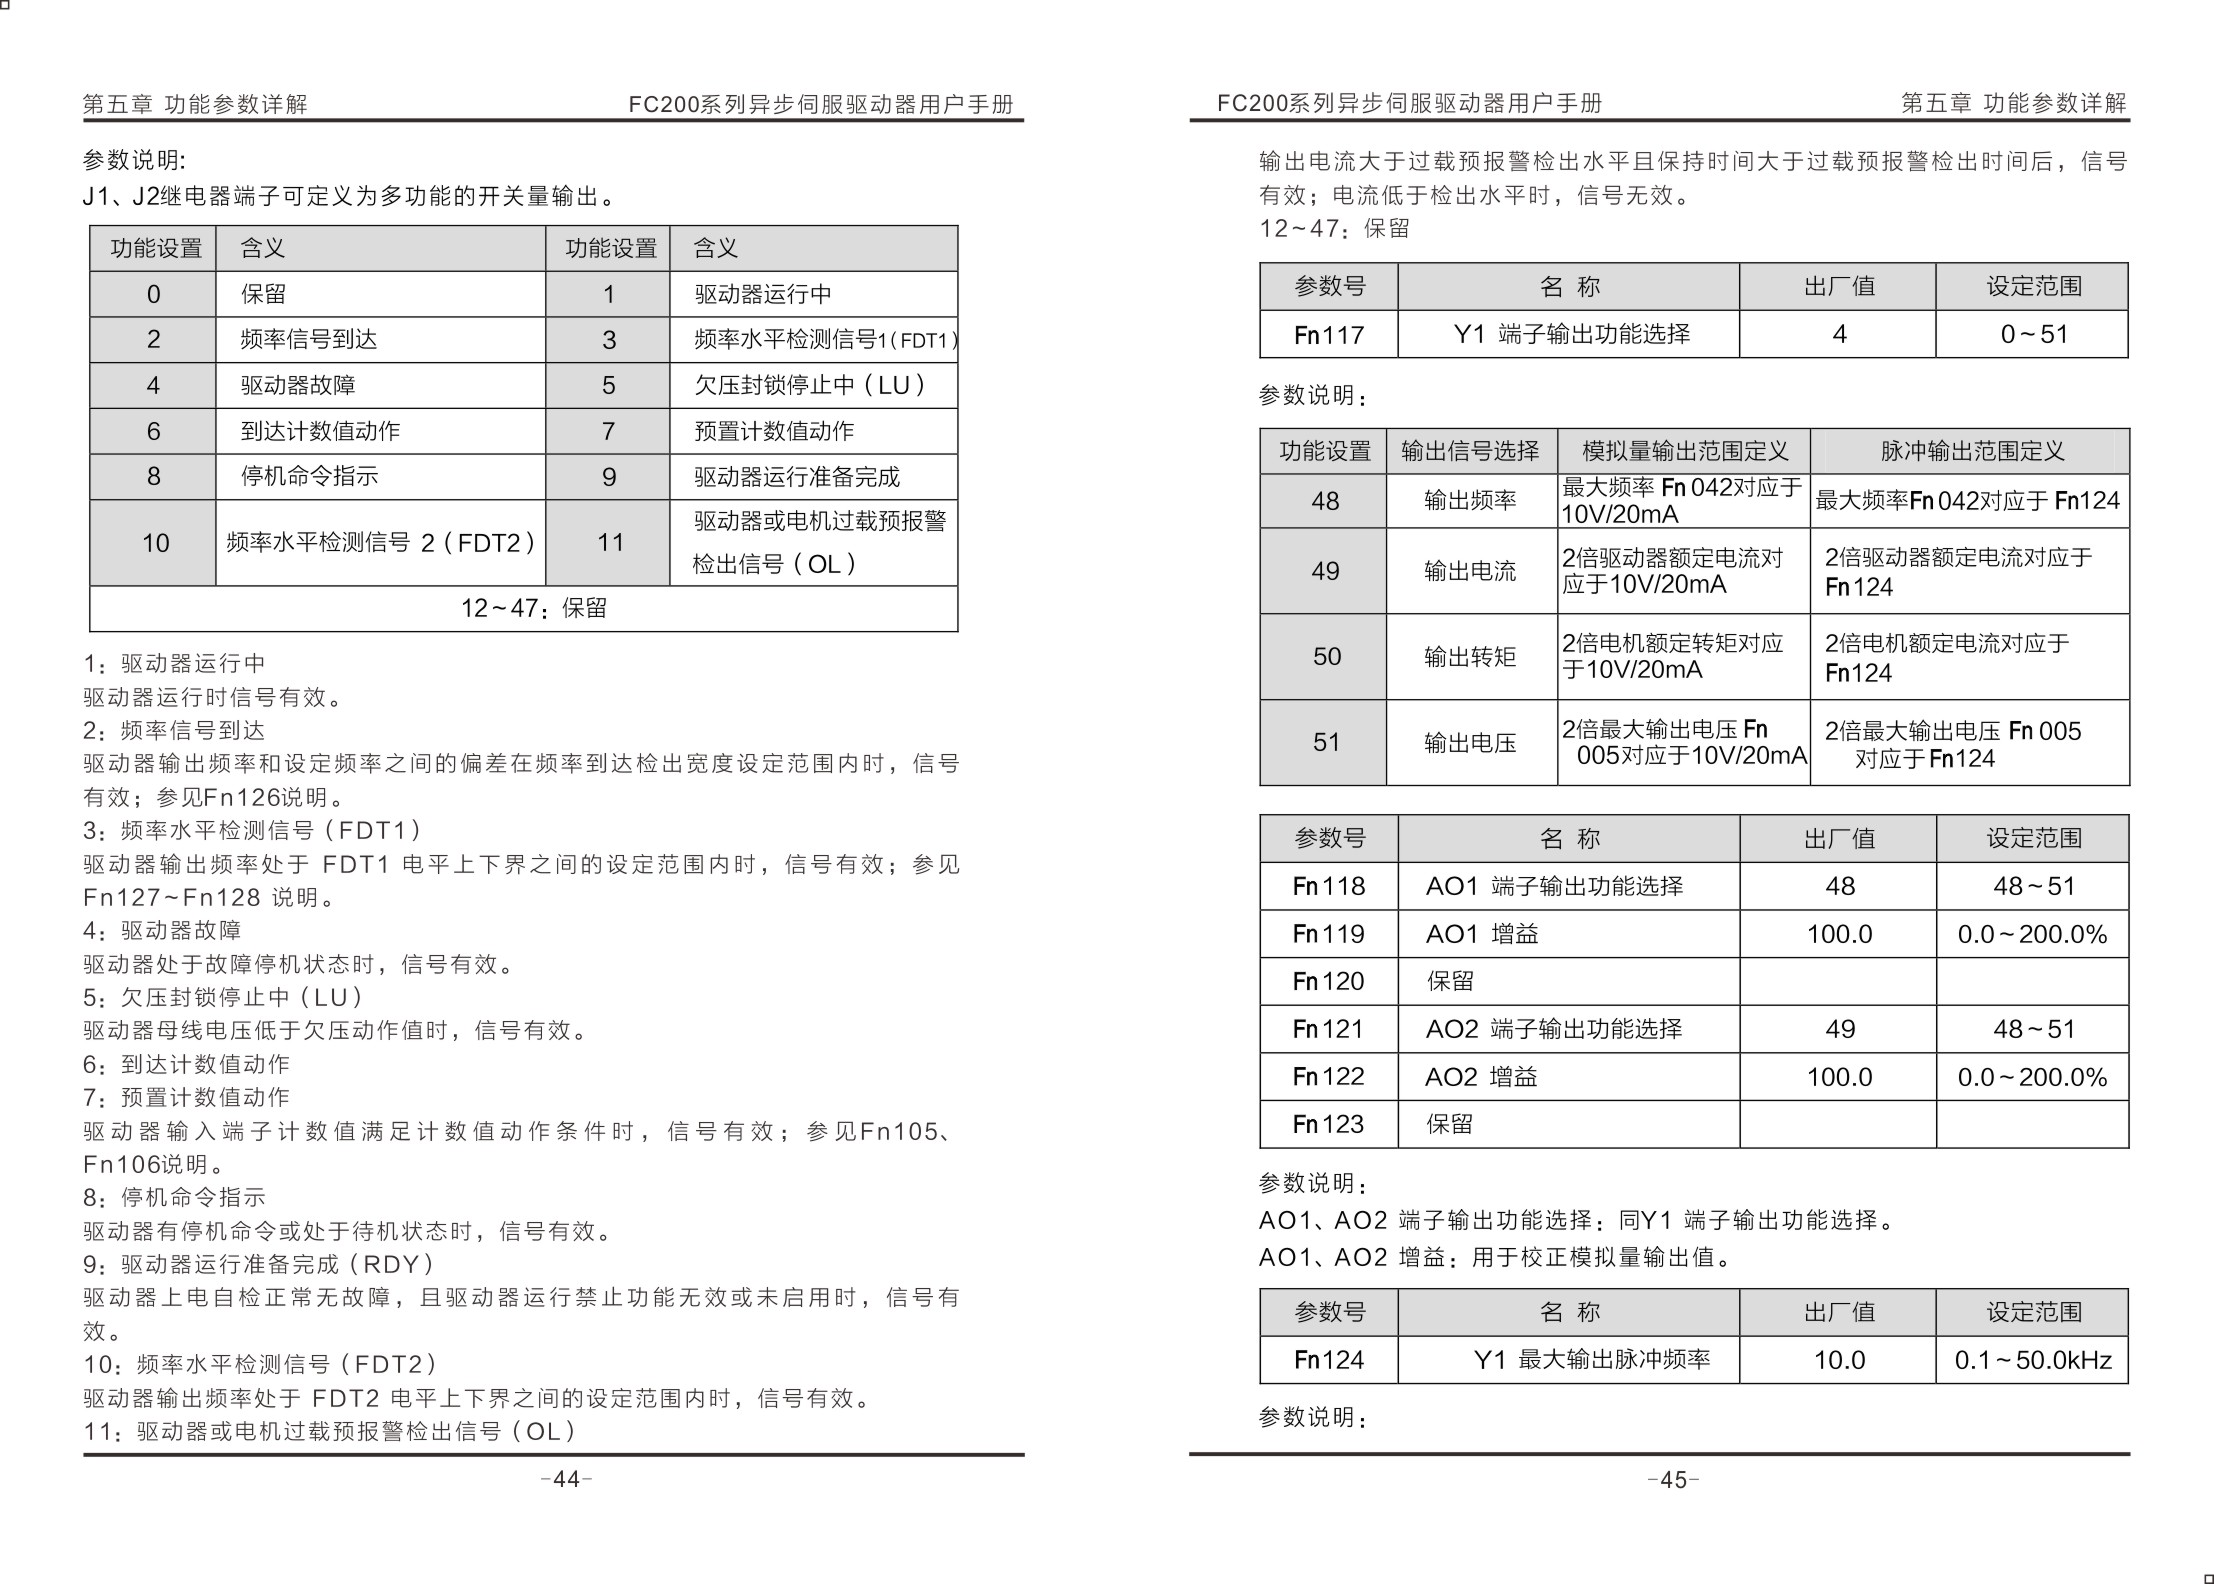 第五章 功能参数详解 FC200系列异步伺服驱动器用户手册
参数说明:
J1、J2继电器端子可定义为多功能的开关量输出。
功能设置 含义 功能设置 含义
0 保留 1 驱动器运行中
2 频率信号到达 3 频率水平检测信号1(FDT1)
4 驱动器故障 5 欠压封锁停止中(LU)
6 到达计数值动作 7 预置计数值动作
8 停机命令指示 9 驱动器运行准备完成
10 频率水平检测信号 2(FDT2) 11 驱动器或电机过载预报警
检出信号(OL)
12~47: 保留
1: 驱动器运行中
驱动器运行时信号有效。
2: 频率信号到达
驱动器输出频率和设定频率之间的偏差在频率到达检出宽度设定范围内时，信号
有效；参见Fn126说明。
3: 频率水平检测信号(FDT1)
驱动器输出频率处于 FDT1 电平上下界之间的设定范围内时，信号有效；参见
Fn127~Fn128 说明。
4: 驱动器故障
驱动器处于故障停机状态时，信号有效。
5: 欠压封锁停止中(LU)
驱动器母线电压低于欠压动作值时，信号有效。
6: 到达计数值动作
7: 预置计数值动作
驱动器输入端子计数值满足计数值动作条件时，信号有效；参见Fn105、
Fn106说明。
8: 停机命令指示
驱动器有停机命令或处于待机状态时，信号有效。
9: 驱动器运行准备完成(RDY)
驱动器上电自检正常无故障，且驱动器运行禁止功能无效或未启用时，信号有
效。
10: 频率水平检测信号(FDT2)
驱动器输出频率处于 FDT2 电平上下界之间的设定范围内时，信号有效。
11: 驱动器或电机过载预报警检出信号(OL)
-44-
FC200系列异步伺服驱动器用户手册 第五章 功能参数详解
输出电流大于过载预报警检出水平且保持时间大于过载预报警检出时间后，信号
有效；电流低于检出水平时，信号无效。
12~47: 保留
参数号 名 称 出厂值 设定范围
Fn117 Y1 端子输出功能选择 4 0~51
参数说明:
功能设置 输出信号选择 模拟量输出范围定义 脉冲输出范围定义
48 输出频率 最大频率 Fn 042对应于
10V/20mA 最大频率Fn 042对应于 Fn124
49 输出电流 2倍驱动器额定电流对
应于10V/20mA 2倍驱动器额定电流对应于
Fn124
50 输出转矩 2倍电机额定转矩对应
于10V/20mA 2倍电机额定电流对应于
Fn124
51 输出电压 2倍最大输出电压 Fn
005对应于10V/20mA 2倍最大输出电压 Fn 005
对应于 Fn124
参数号 名 称 出厂值 设定范围
Fn118 AO1 端子输出功能选择 48 48~51
Fn119 AO1 增益 100.0 0.0~200.0%
Fn120 保留
Fn121 AO2 端子输出功能选择 49 48~51
Fn122 AO2 增益 100.0 0.0~200.0%
Fn123 保留
参数说明:
AO1、AO2 端子输出功能选择: 同Y1 端子输出功能选择。
AO1、AO2 增益: 用于校正模拟量输出值。
参数号 名 称 出厂值 设定范围
Fn124 Y1 最大输出脉冲频率 10.0 0.1~50.0kHz
参数说明:
-45-